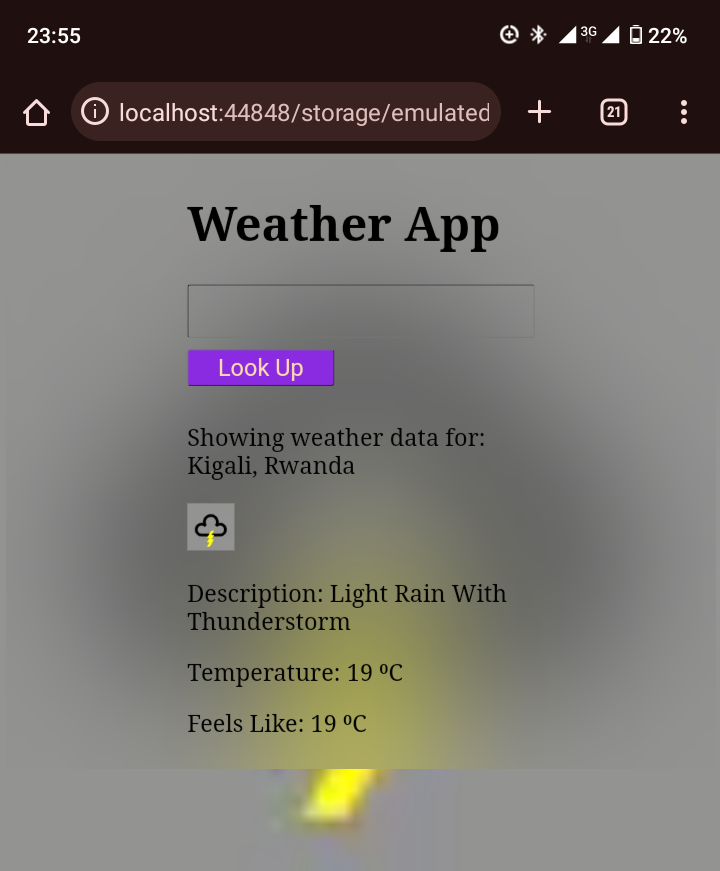 23:55
3G
22%
localhost:44848/storage/emulated
21
Weather App
Look Up
Showing weather data for:
Kigali, Rwanda
Description: Light Rain With
Thunderstorm
Temperature: 19 ºC
Feels Like: 19 ºC